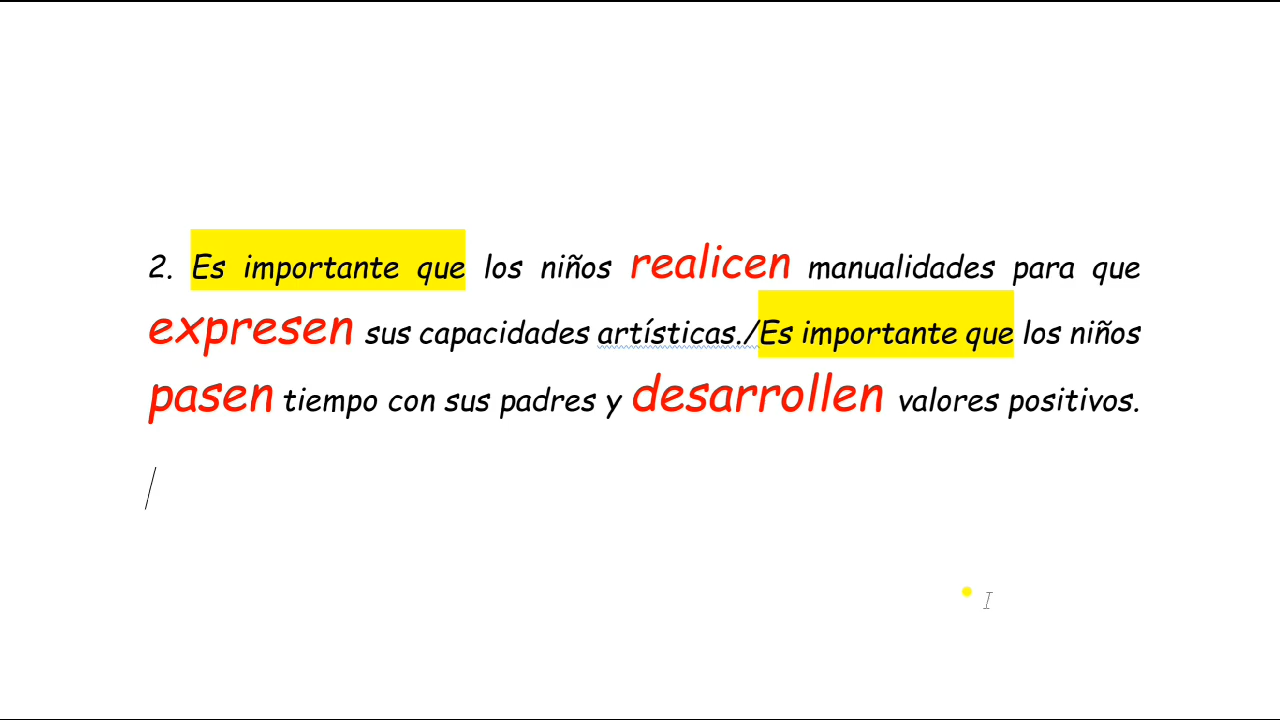 2. Es importante que los niños realicen manualidades para que
expresen sus capacidades artísticas./Es importante que los niños
pasen tiempo con sus padres y desarrollen valores positivos.